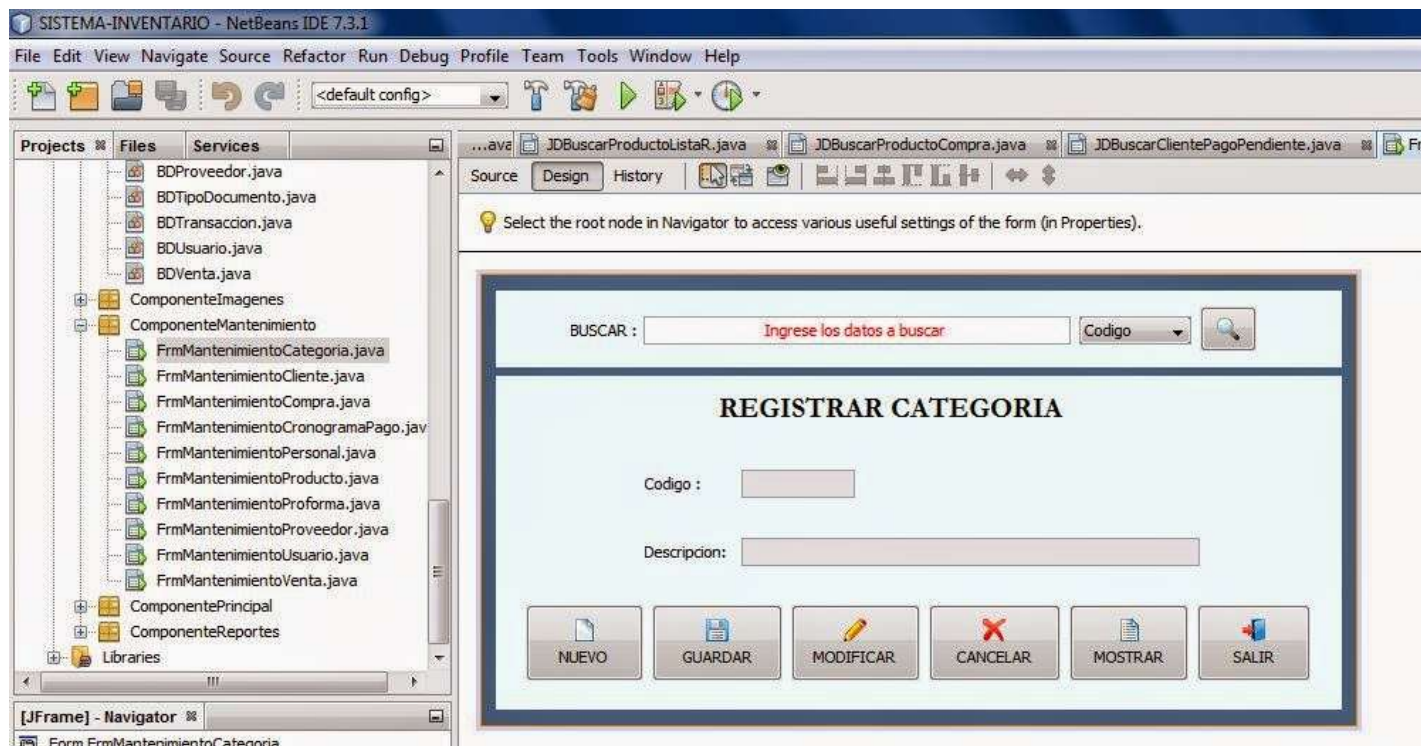 SISTEMA-INVENTARIO - NetBeans IDE 7.3.1
File Edit View Navigate Source Refactor Run Debug Profile Team Tools Window Help
<default config>
Projects Files Services
BDProveedor.java
BDTipoDocumento.java
BDTransaccion.java
BDUsuario.java
BDVenta.java
ComponenteImagenes
ComponenteMantenimiento
FrmMantenimientoCategoria.java
FrmMantenimientoCliente.java
FrmMantenimientoCompra.java
FrmMantenimientoCronogramaPago.jav
FrmMantenimientoPersonal.java
FrmMantenimientoProducto.java
FrmMantenimientoProforma.java
FrmMantenimientoProveedor.java
FrmMantenimientoUsuario.java
FrmMantenimientoVenta.java
ComponentePrincipal
ComponenteReportes
Libraries
[JFrame] - Navigator
Form FrmMantenimientoCategoria
...ava JDBuscarProductoListaR.java JDBuscarProductoCompra.java JDBuscarClientePagoPendiente.java Fr
Source Design History
Select the root node in Navigator to access various useful settings of the form (in Properties).
BUSCAR : Ingrese los datos a buscar Codigo
REGISTRAR CATEGORIA
Codigo :
Descripcion:
NUEVO GUARDAR MODIFICAR CANCELAR MOSTRAR SALIR